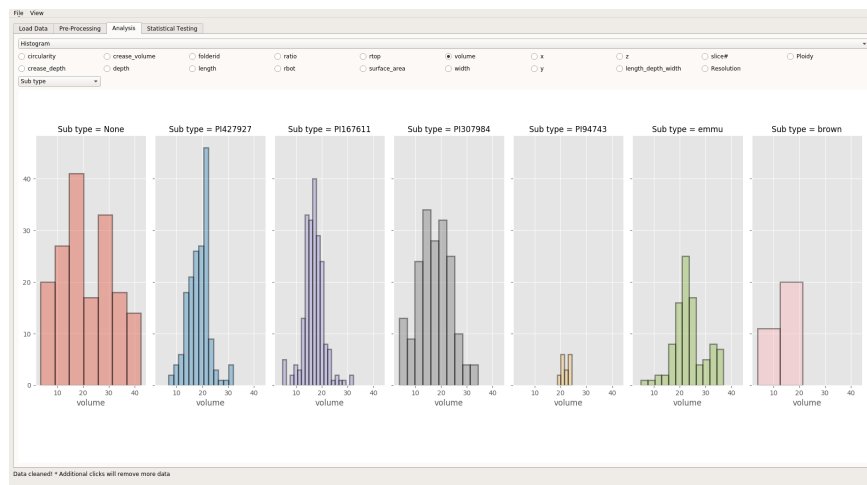 File View
Load Data Pre-Processing Analysis Statistical Testing
Histogram
circularity crease_volume folderid ratio rtop volume x z slice# Ploidy
crease_depth depth length rbot surface_area width y length_depth_width Resolution
Sub type
Sub type = None Sub type = PI427927 Sub type = PI167611 Sub type = PI307984 Sub type = PI94743 Sub type = emmu Sub type = brown
40
30
20
10
0
10 20 30 40 10 20 30 40 10 20 30 40 10 20 30 40 10 20 30 40 10 20 30 40 10 20 30 40
volume volume volume volume volume volume volume
Data cleaned! * Additional clicks will remove more data